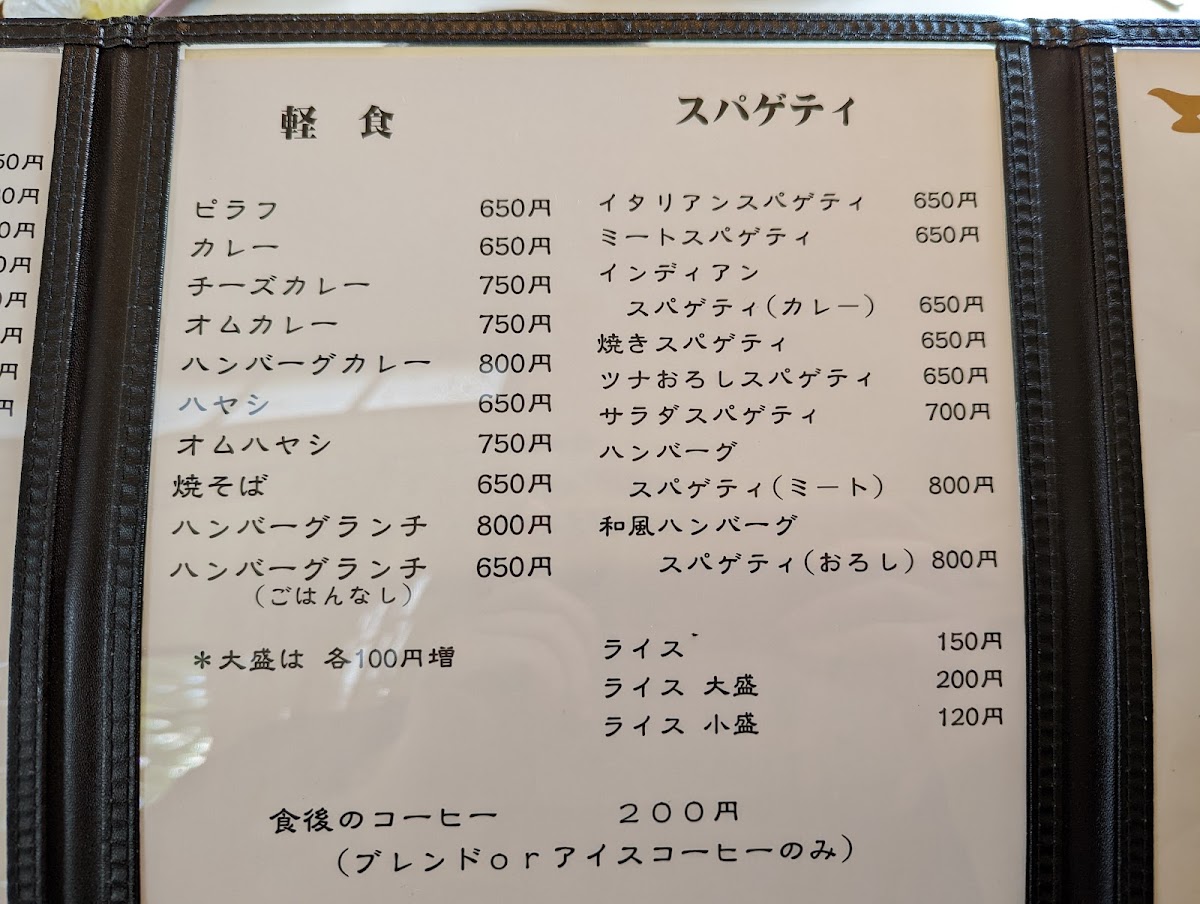 軽 食
ピラフ 650円
カレー 650円
チーズカレー 750円
オムカレー 750円
ハンバーグカレー 800円
ハヤシ 650円
オムハヤシ 750円
焼そば 650円
ハンバーグランチ 800円
ハンバーグランチ 650円
(ごはんなし)
*大盛は 各100円増
スパゲティ
イタリアンスパゲティ 650円
ミートスパゲティ 650円
インディアン
スパゲティ(カレー) 650円
焼きスパゲティ 650円
ツナおろしスパゲティ 650円
サラダスパゲティ 700円
ハンバーグ
スパゲティ(ミート) 800円
和風ハンバーグ
スパゲティ(おろし) 800円
ライス 150円
ライス 大盛 200円
ライス 小盛 120円
食後のコーヒー 200円
(ブレンドorアイスコーヒーのみ)